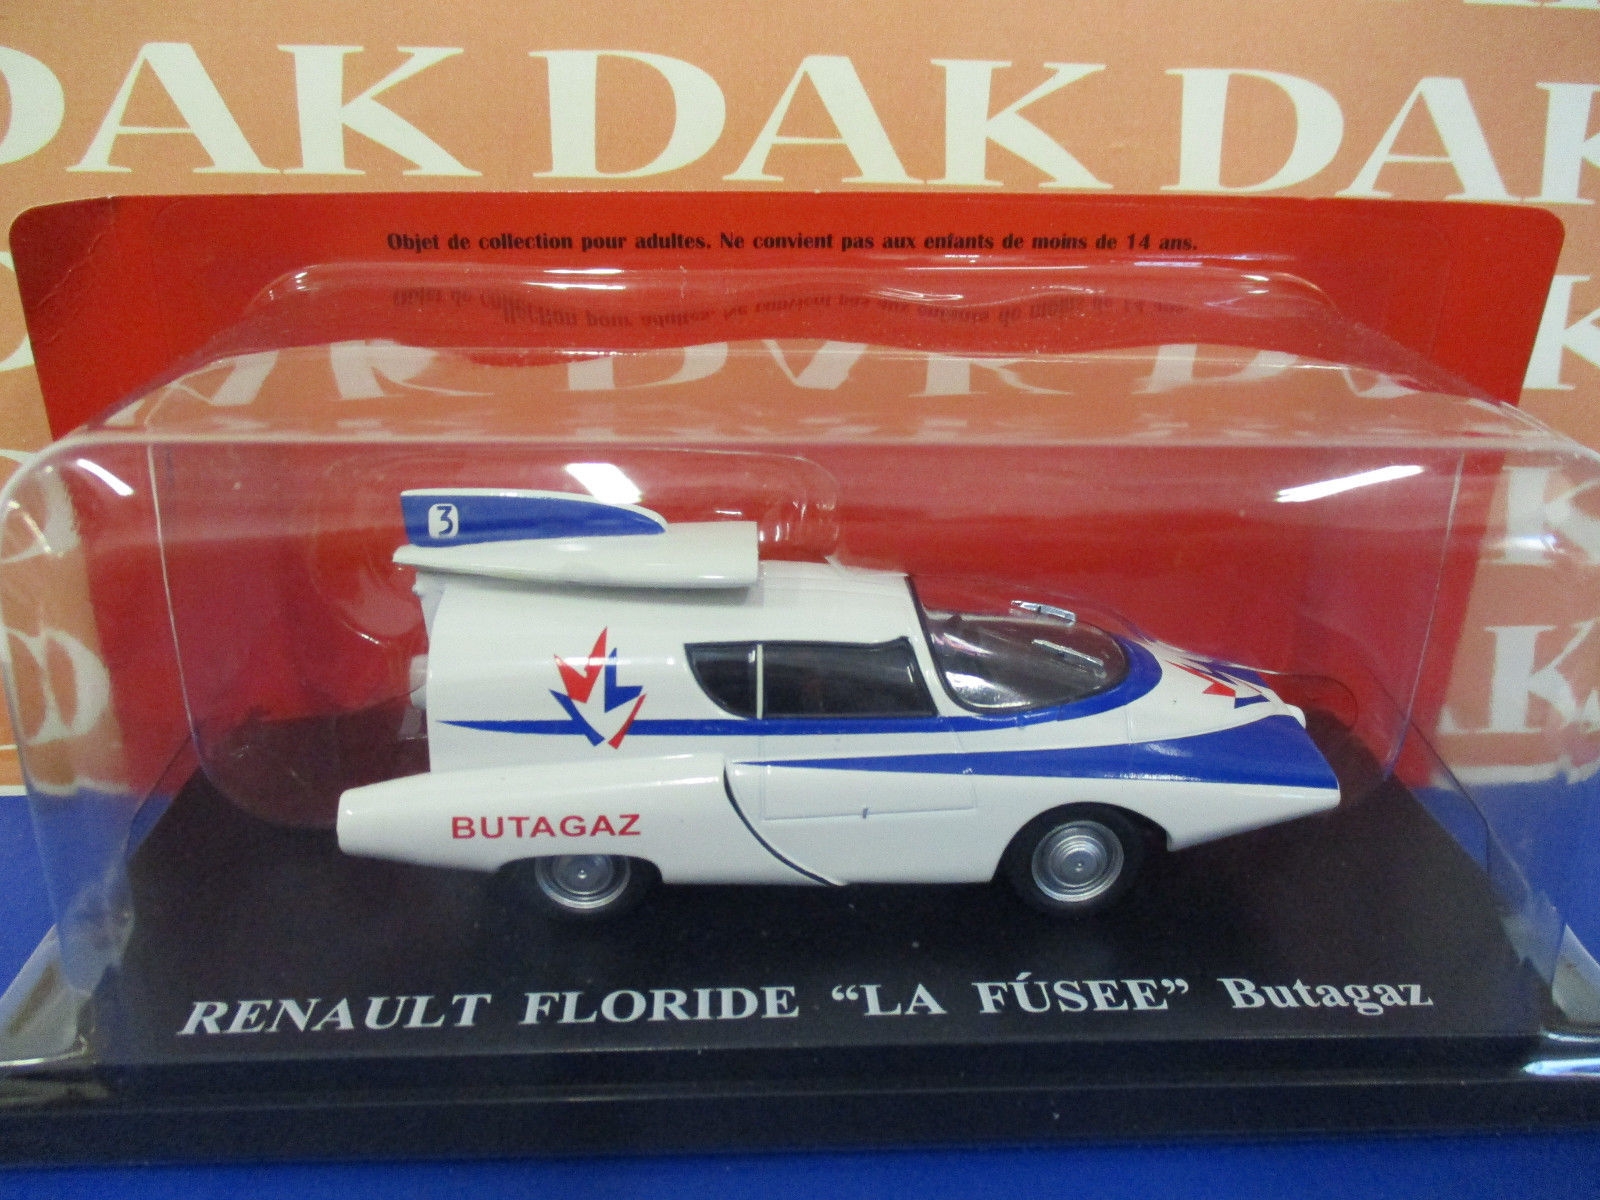 DAK DAK DAK
Objet de collection pour adultes. Ne convient pas aux enfants de moins de 14 ans.
3
BUTAGAZ
RENAULT FLORIDE “LA FÚSEE” Butagaz